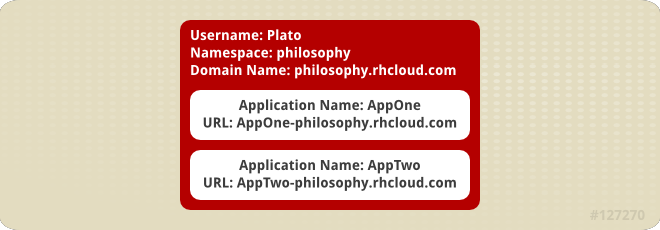 Username: Plato
Namespace: philosophy
Domain Name: philosophy.rhcloud.com
Application Name: AppOne
URL: AppOne-philosophy.rhcloud.com
Application Name: AppTwo
URL: AppTwo-philosophy.rhcloud.com
#127270